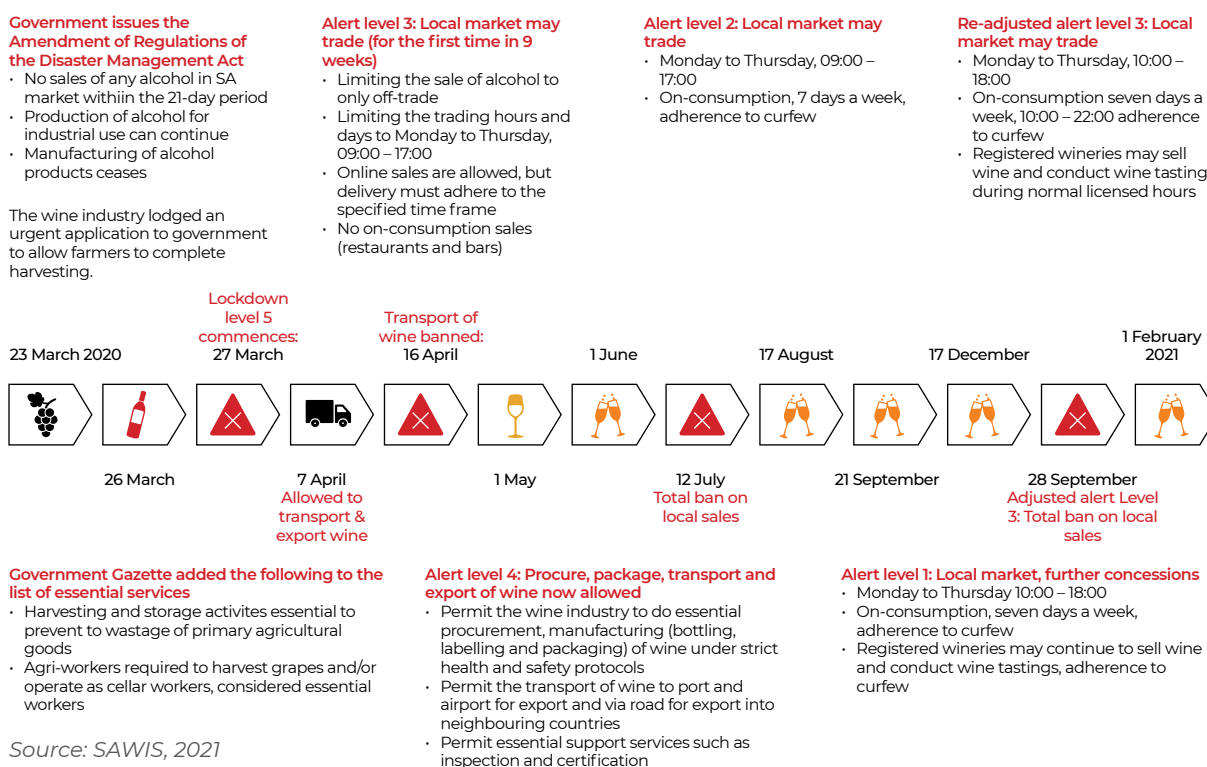 Government issues the
Amendment of Regulations of
the Disaster Management Act
• No sales of any alcohol in SA
market withiin the 21-day period
• Production of alcohol for
industrial use can continue
• Manufacturing of alcohol
products ceases
The wine industry lodged an
urgent application to government
to allow farmers to complete
harvesting.
Alert level 3: Local market may
trade (for the first time in 9
weeks)
• Limiting the sale of alcohol to
only off-trade
• Limiting the trading hours and
days to Monday to Thursday,
09:00 – 17:00
• Online sales are allowed, but
delivery must adhere to the
specified time frame
• No on-consumption sales
(restaurants and bars)
Alert level 2: Local market may
trade
• Monday to Thursday, 09:00 –
17:00
• On-consumption, 7 days a week,
adherence to curfew
Re-adjusted alert level 3: Local
market may trade
• Monday to Thursday, 10:00 –
18:00
• On-consumption seven days a
week, 10:00 – 22:00 adherence
to curfew
• Registered wineries may sell
wine and conduct wine tasting
during normal licensed hours
23 March 2020
Lockdown
level 5
commences:
27 March
Transport of
wine banned:
16 April
1 June
17 August
17 December
1 February
2021
26 March
7 April
Allowed to
transport &
export wine
1 May
12 July
Total ban on
local sales
21 September
28 September
Adjusted alert Level
3: Total ban on local
sales
Government Gazette added the following to the
list of essential services
• Harvesting and storage activites essential to
prevent to wastage of primary agricultural
goods
• Agri-workers required to harvest grapes and/or
operate as cellar workers, considered essential
workers
Alert level 4: Procure, package, transport and
export of wine now allowed
• Permit the wine industry to do essential
procurement, manufacturing (bottling,
labelling and packaging) of wine under strict
health and safety protocols
• Permit the transport of wine to port and
airport for export and via road for export into
neighbouring countries
• Permit essential support services such as
inspection and certification
Alert level 1: Local market, further concessions
• Monday to Thursday 10:00 – 18:00
• On-consumption, seven days a week,
adherence to curfew
• Registered wineries may continue to sell wine
and conduct wine tastings, adherence to
curfew
Source: SAWIS, 2021